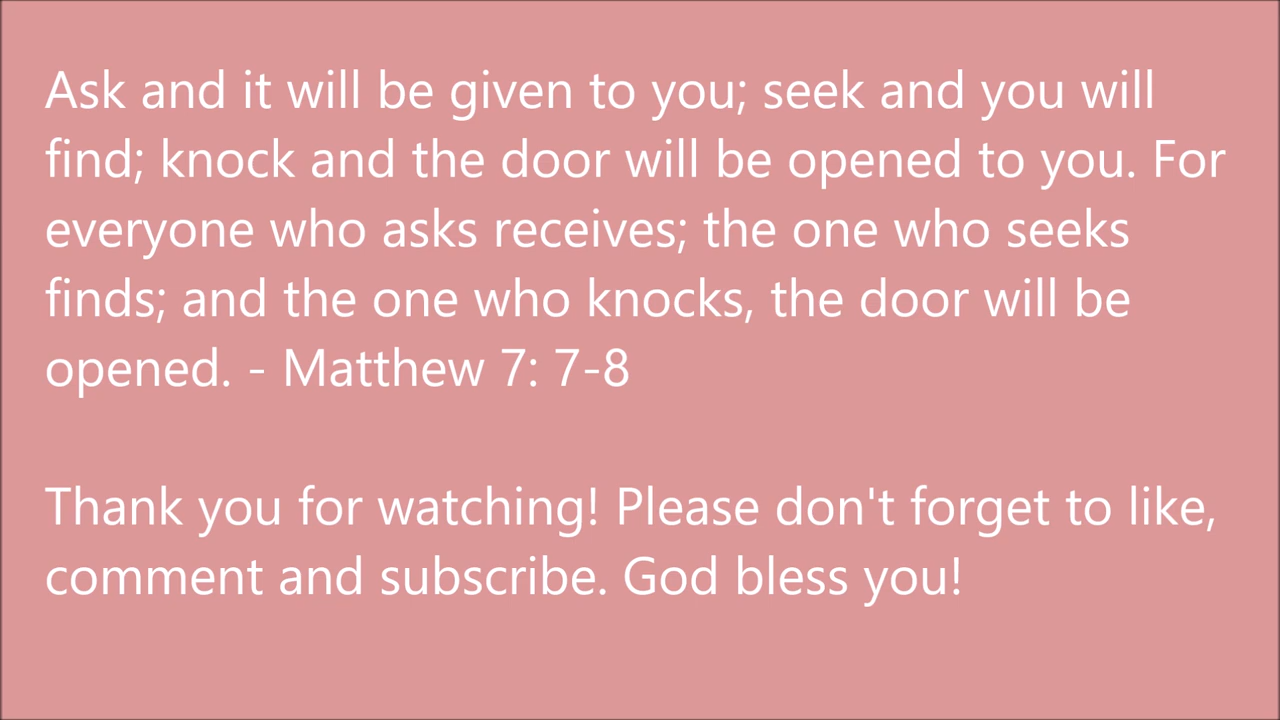 Ask and it will be given to you; seek and you will
find; knock and the door will be opened to you. For
everyone who asks receives; the one who seeks
finds; and the one who knocks, the door will be
opened. - Matthew 7: 7-8
Thank you for watching! Please don't forget to like,
comment and subscribe. God bless you!